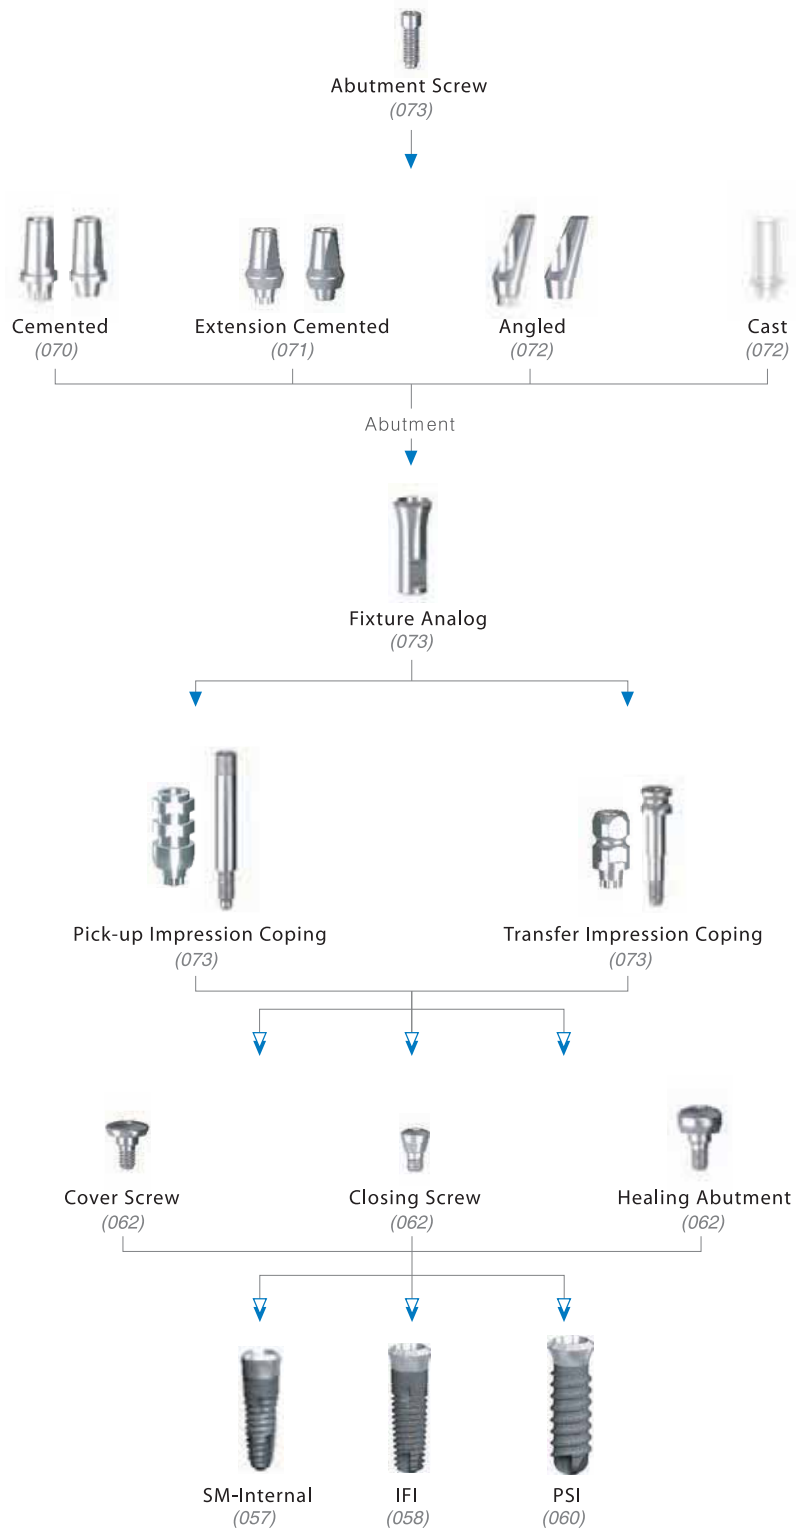 Abutment Screw
(073)
Cemented
(070)
Extension Cemented
(071)
Angled
(072)
Cast
(072)
Abutment
Fixture Analog
(073)
Pick-up Impression Coping
(073)
Transfer Impression Coping
(073)
Cover Screw
(062)
Closing Screw
(062)
Healing Abutment
(062)
SM-Internal
(057)
IFI
(058)
PSI
(060)